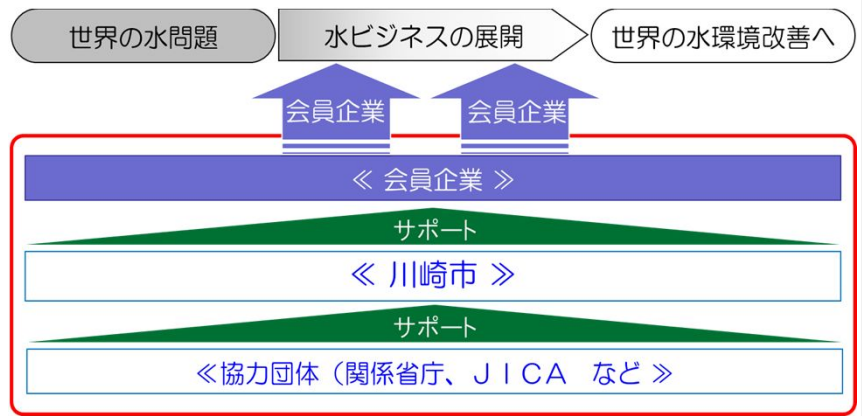 世界の水問題
水ビジネスの展開
世界の水環境改善へ
会員企業
会員企業
≪ 会員企業 ≫
サポート
≪ 川崎市 ≫
サポート
≪協力団体（関係省庁、ＪＩＣＡ　など ≫